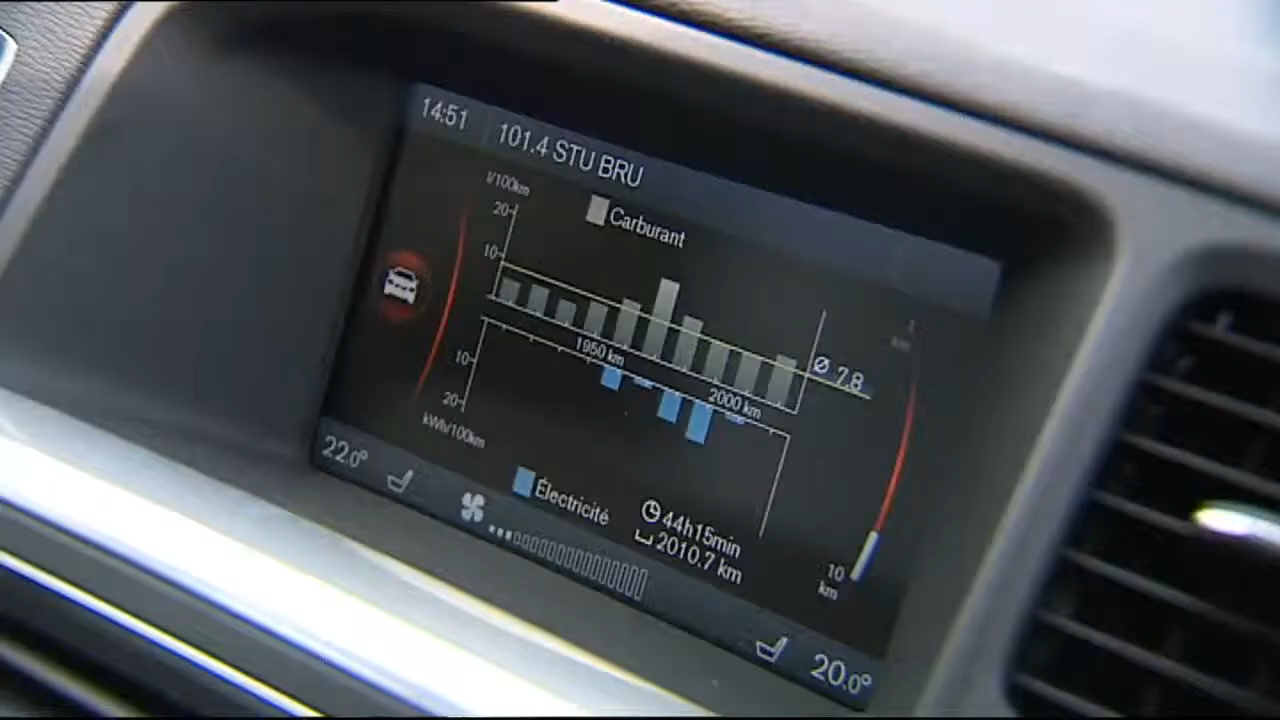 14:51 101.4 STU BRU
l/100km
20
Carburant
10
Ø 7.8
1950 km
2000 km
10
20
kWh/100km
km
22.0°
Électricité
44h15min
2010.7 km
10
km
20.0°